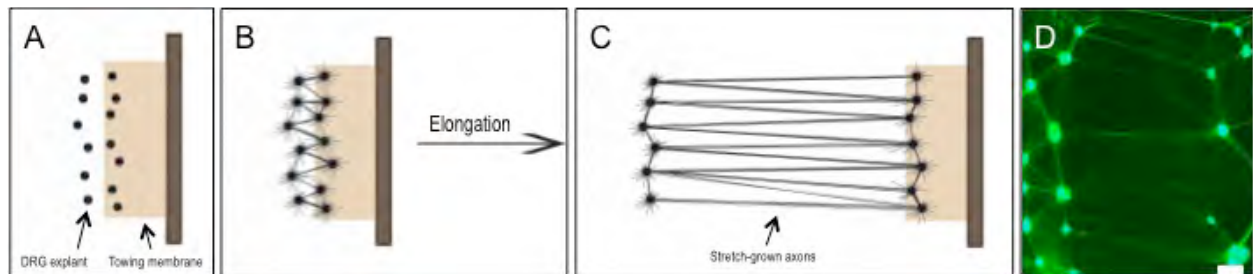 A
B
C
D
Elongation
DRG explant
Towing membrane
Stretch-grown axons